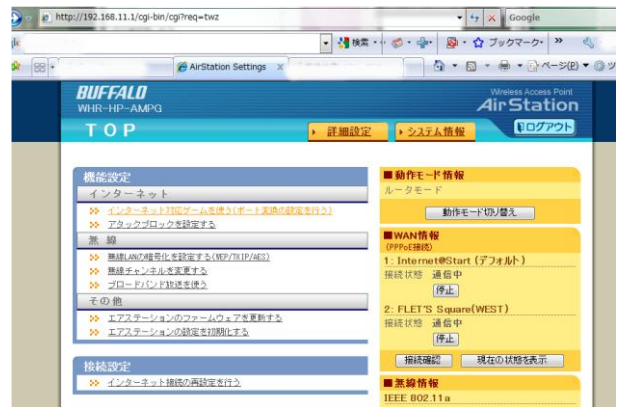 http://192.168.11.1/cgi-bin/cgi?req=twz
Google
検索
ブックマーク
AirStation Settings
ページ(P)
BUFFALO
WHR-HP-AMPG
Wireless Access Point
AirStation
TOP
詳細設定
システム情報
ログアウト
機能設定
インターネット
インターネット対応ゲームを使う(ポート変換の設定を行う)
アタックブロックを設定する
無線
無線LANの暗号化を設定する(WEP/TKIP/AES)
無線チャンネルを変更する
ブロードバンド放送を使う
その他
エアステーションのファームウェアを更新する
エアステーションの設定を初期化する
接続設定
インターネット接続の再設定を行う
■動作モード情報
ルータモード
動作モード切り替え
■WAN情報
(PPPoE接続)
1: Internet@Start (デフォルト)
接続状態 通信中
停止
2: FLET'S Square(WEST)
接続状態 通信中
停止
接続確認 現在の状態を表示
■無線情報
IEEE 802.11a